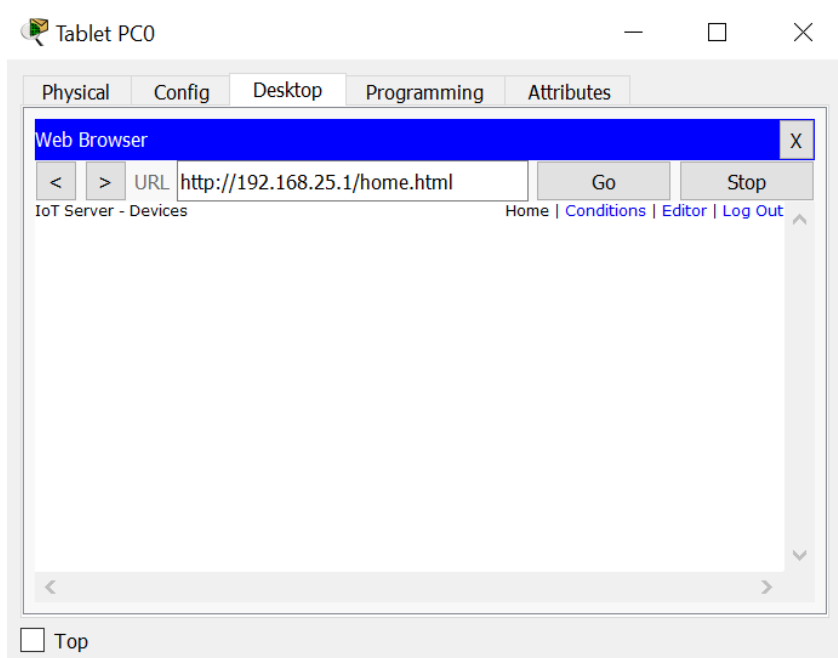 Tablet PC0
Physical Config Desktop Programming Attributes
Web Browser X
< > URL http://192.168.25.1/home.html Go Stop
IoT Server - Devices Home | Conditions | Editor | Log Out
Top